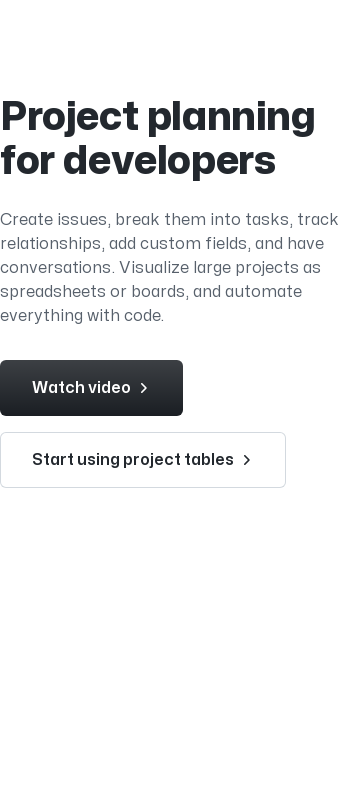 Project planning
for developers
Create issues, break them into tasks, track
relationships, add custom fields, and have
conversations. Visualize large projects as
spreadsheets or boards, and automate
everything with code.
Watch video
Start using project tables